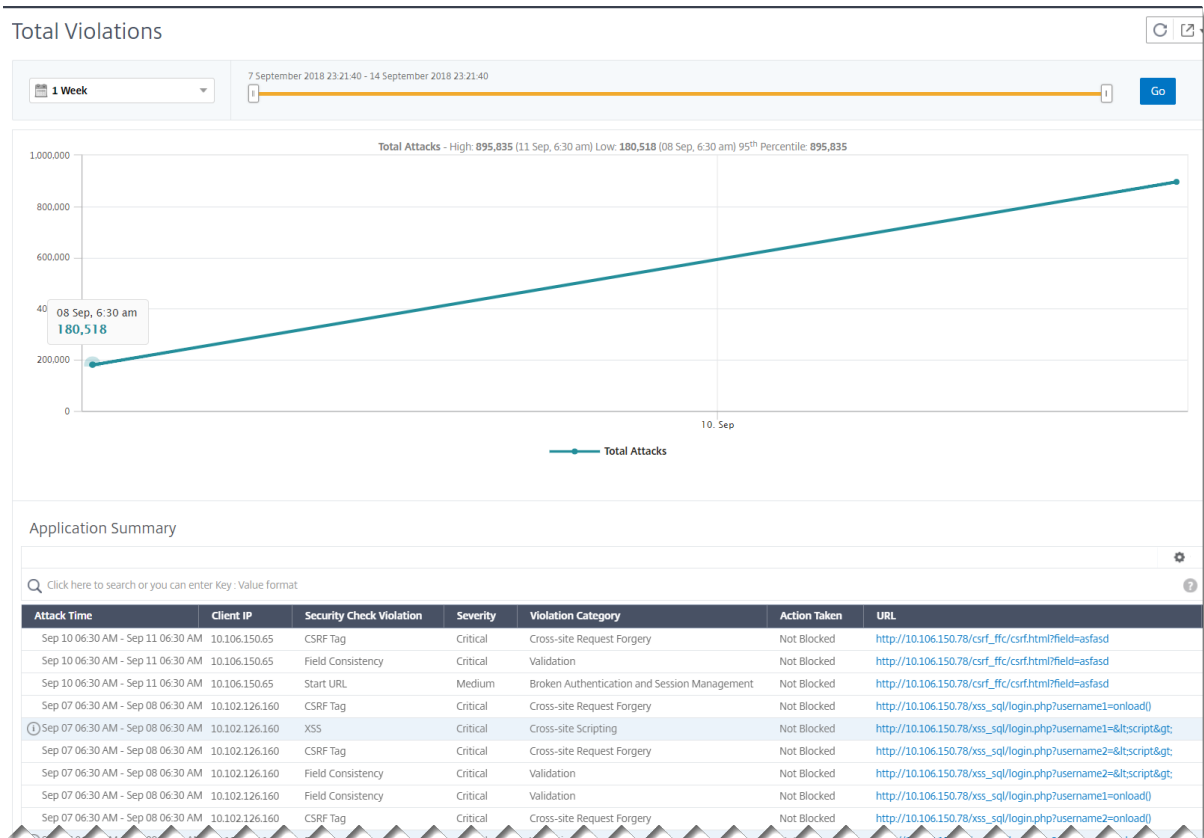 Total Violations
1 Week
7 September 2018 23:21:40 - 14 September 2018 23:21:40
Go
Total Attacks - High: 895,835 (11 Sep, 6:30 am) Low: 180,518 (08 Sep, 6:30 am) 95th Percentile: 895,835
1,000,000
800,000
600,000
40
08 Sep, 6:30 am
180,518
200,000
0
10. Sep
Total Attacks
Application Summary
Click here to search or you can enter Key : Value format
Attack Time Client IP Security Check Violation Severity Violation Category Action Taken URL
Sep 10 06:30 AM - Sep 11 06:30 AM 10.106.150.65 CSRF Tag Critical Cross-site Request Forgery Not Blocked http://10.106.150.78/csrf_ffc/csrf.html?field=asfasd
Sep 10 06:30 AM - Sep 11 06:30 AM 10.106.150.65 Field Consistency Critical Validation Not Blocked http://10.106.150.78/csrf_ffc/csrf.html?field=asfasd
Sep 10 06:30 AM - Sep 11 06:30 AM 10.106.150.65 Start URL Medium Broken Authentication and Session Management Not Blocked http://10.106.150.78/csrf_ffc/csrf.html?field=asfasd
Sep 07 06:30 AM - Sep 08 06:30 AM 10.102.126.160 CSRF Tag Critical Cross-site Request Forgery Not Blocked http://10.106.150.78/xss_sql/login.php?username1=onload()
Sep 07 06:30 AM - Sep 08 06:30 AM 10.102.126.160 XSS Critical Cross-site Scripting Not Blocked http://10.106.150.78/xss_sql/login.php?username1=&lt;script&gt;
Sep 07 06:30 AM - Sep 08 06:30 AM 10.102.126.160 CSRF Tag Critical Cross-site Request Forgery Not Blocked http://10.106.150.78/xss_sql/login.php?username2=&lt;script&gt;
Sep 07 06:30 AM - Sep 08 06:30 AM 10.102.126.160 Field Consistency Critical Validation Not Blocked http://10.106.150.78/xss_sql/login.php?username2=&lt;script&gt;
Sep 07 06:30 AM - Sep 08 06:30 AM 10.102.126.160 Field Consistency Critical Validation Not Blocked http://10.106.150.78/xss_sql/login.php?username1=onload()
Sep 07 06:30 AM - Sep 08 06:30 AM 10.102.126.160 CSRF Tag Critical Cross-site Request Forgery Not Blocked http://10.106.150.78/xss_sql/login.php?username2=onload()